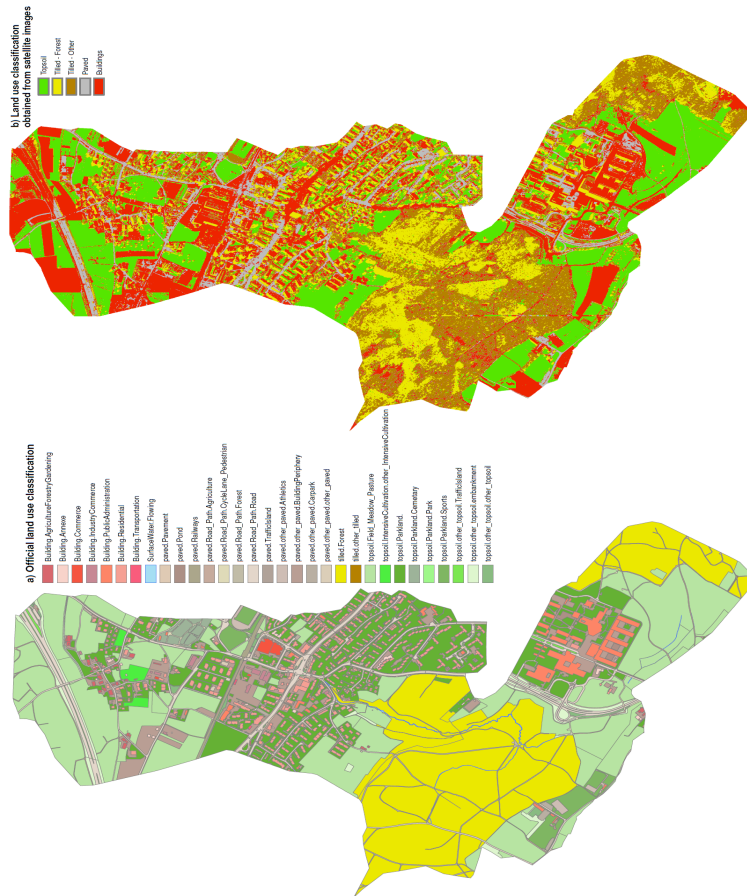 a) Official land use classification
Building.AgricultureForestryGardening
Building.Annexe
Building.Commerce
Building.IndustryCommerce
Building.PublicAdministration
Building.Residential
Building.Transportation
SurfaceWater.Flowing
paved.Pavement
paved.Pond
paved.Railways
paved.Road_Path.Agriculture
paved.Road_Path.CycleLane_Pedestrian
paved.Road_Path.Forest
paved.Road_Path.Road
paved.TrafficIsland
paved.other_paved.Athletics
paved.other_paved.BuildingPeriphery
paved.other_paved.Carpark
paved.other_paved.other_paved
tilled.Forest
tilled.other_tilled
topsoil.Field_Meadow_Pasture
topsoil.IntensiveCultivation.other_IntensiveCultivation
topsoil.Parkland.
topsoil.Parkland.Cemetary
topsoil.Parkland.Park
topsoil.Parkland.Sports
topsoil.other_topsoil.TrafficIsland
topsoil.other_topsoil.embankment
topsoil.other_topsoil.other_topsoil
b) Land use classification
obtained from satellite images
Topsoil
Tilled - Forest
Tilled - Other
Paved
Buildings